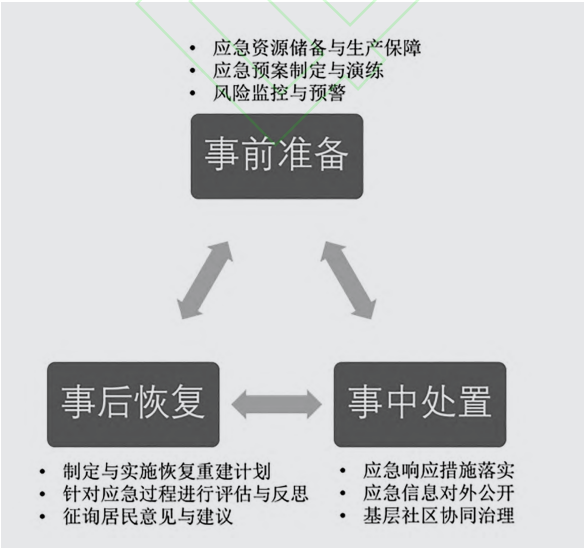 • 应急资源储备与生产保障
• 应急预案制定与演练
• 风险监控与预警
事前准备
事后恢复
事中处置
• 制定与实施恢复重建计划
• 针对应急过程进行评估与反思
• 征询居民意见与建议
• 应急响应措施落实
• 应急信息对外公开
• 基层社区协同治理